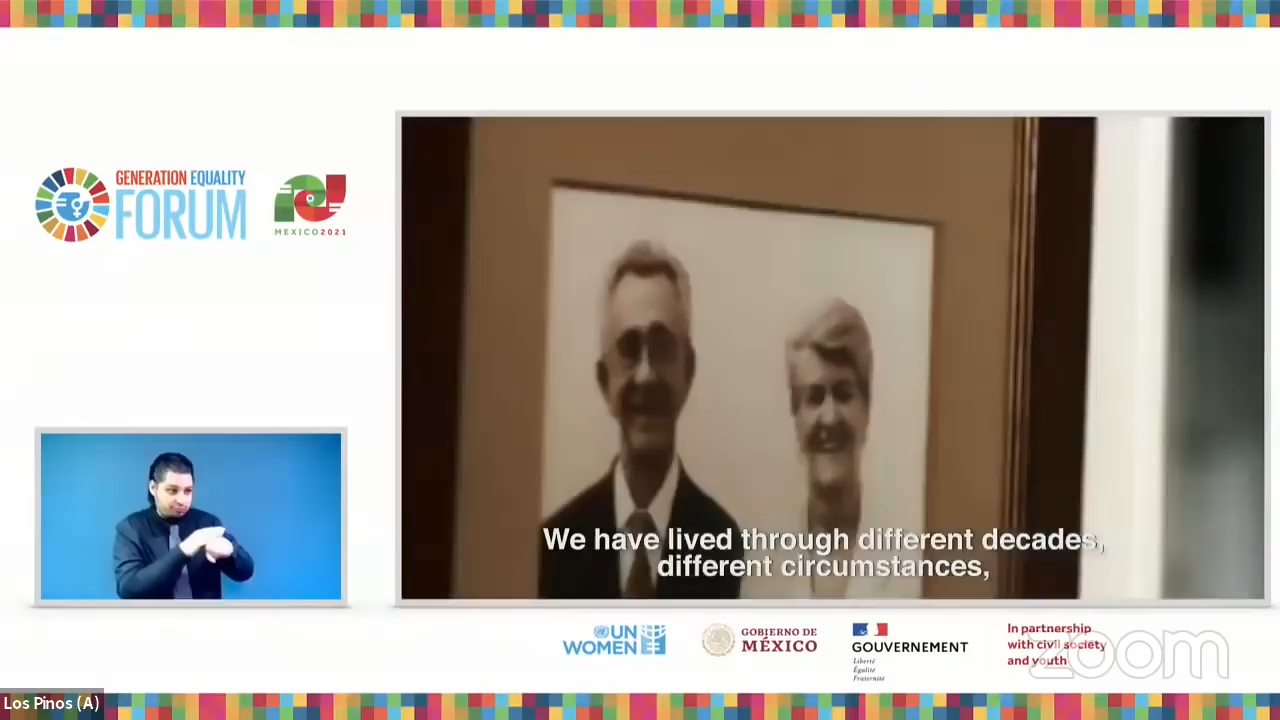 GENERATION EQUALITY
FORUM
MEXICO2021
We have lived through different decades,
different circumstances,
UN
WOMEN
GOBIERNO DE
MÉXICO
GOUVERNEMENT
Liberté
Égalité
Fraternité
In partnership
with civil society
and youth
zoom
Los Pinos (A)